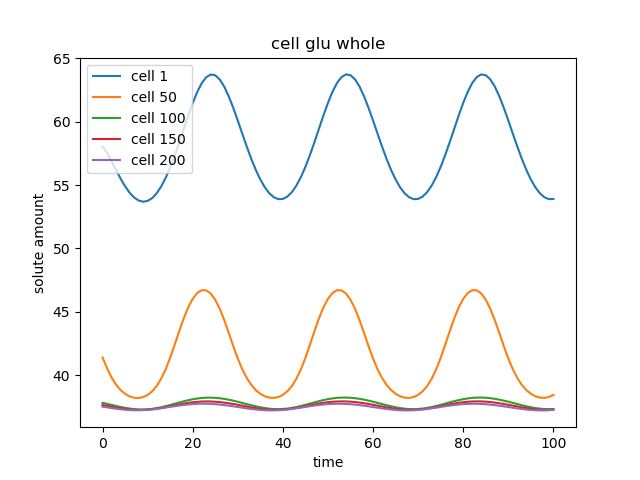 cell glu whole
65
60
55
50
45
40
solute amount
cell 1
cell 50
cell 100
cell 150
cell 200
0 20 40 60 80 100
time